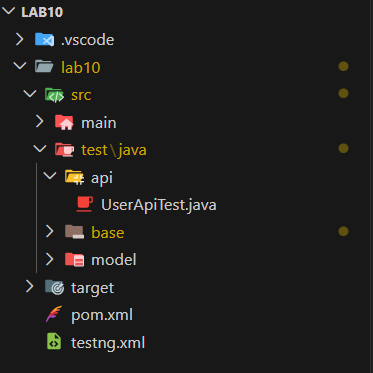 LAB10
.vscode
lab10
src
main
test\java
api
UserApiTest.java
base
model
target
pom.xml
testng.xml